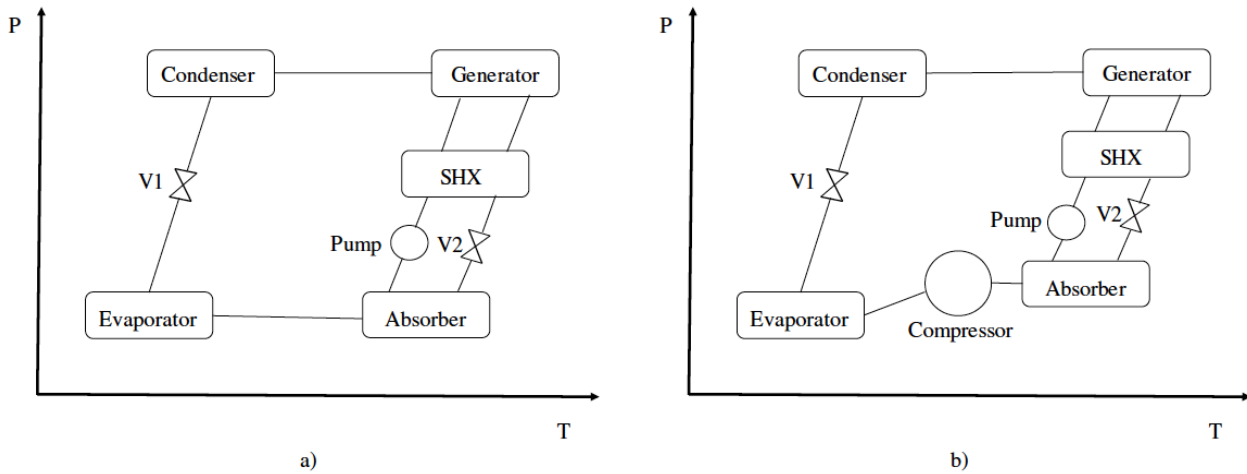 P
Condenser
Generator
V1
SHX
Pump
V2
Evaporator
Absorber
T
a)
P
Condenser
Generator
SHX
V1
Pump
V2
Evaporator
Compressor
Absorber
T
b)